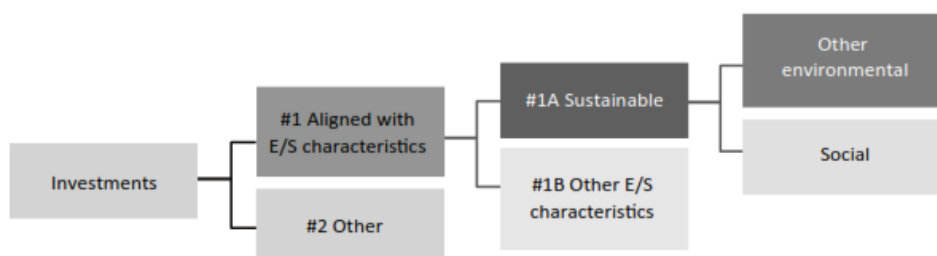 Other
environmental
#1A Sustainable
#1 Aligned with
E/S characteristics
Social
Investments
#1B Other E/S
characteristics
#2 Other